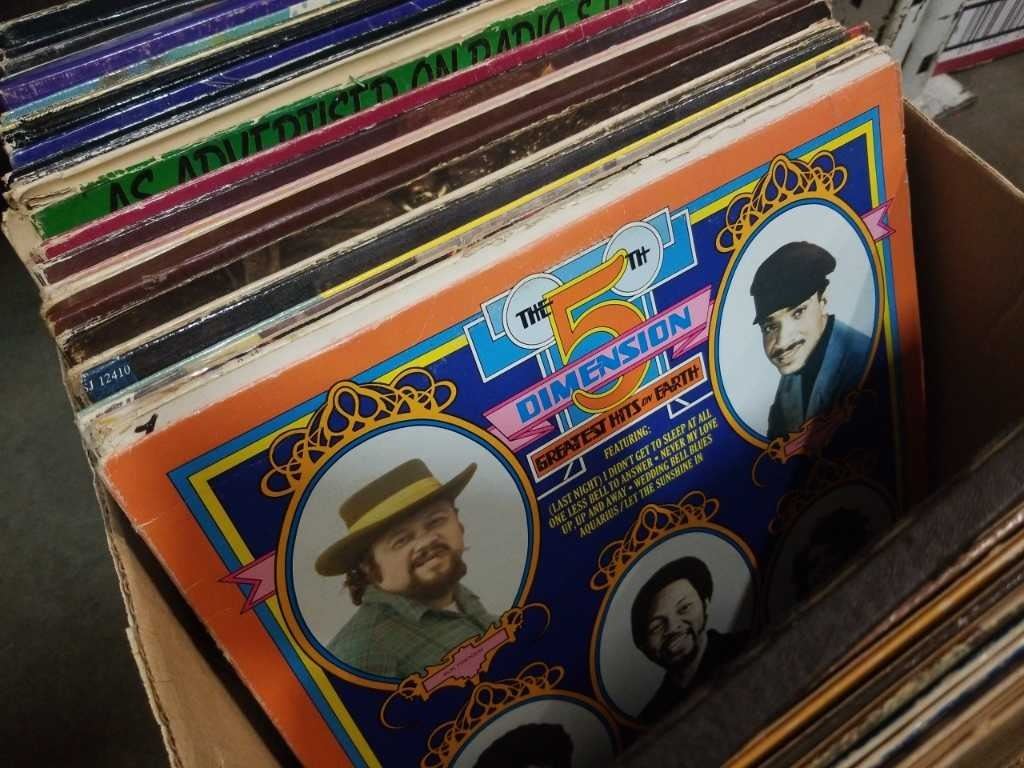 AS ADVERTISED ON RADIO &
SJ 12410
THE 5TH
DIMENSION
GREATEST HITS ON EARTH
FEATURING:
(LAST NIGHT) I DIDN'T GET TO SLEEP AT ALL
ONE LESS BELL TO ANSWER • NEVER MY LOVE
UP, UP AND AWAY • WEDDING BELL BLUES
AQUARIUS/LET THE SUNSHINE IN